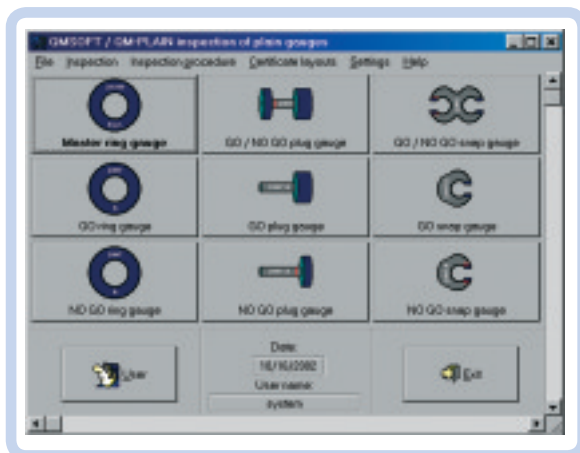 QMSOFT / QM-PLAIN inspection of plain gauges
File Inspection Inspection procedure Certificate layouts Settings Help
Master ring gauge
GO / NO GO plug gauge
GO / NO GO snap gauge
GO ring gauge
GO plug gauge
GO snap gauge
NO GO ring gauge
NO GO plug gauge
NO GO snap gauge
User
Date:
10/16/2002
User name:
system
Exit